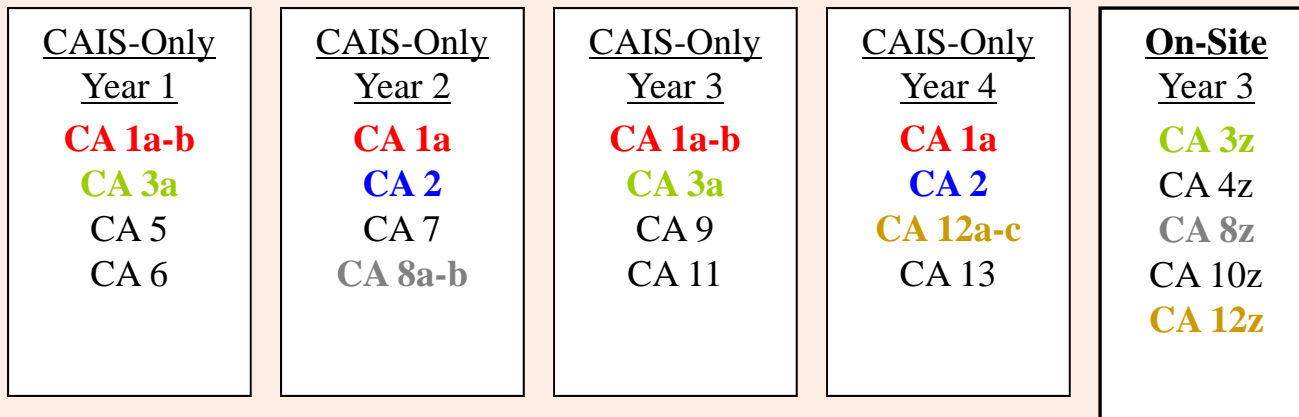 CAIS-Only
Year 1
CA 1a-b
CA 3a
CA 5
CA 6
CAIS-Only
Year 2
CA 1a
CA 2
CA 7
CA 8a-b
CAIS-Only
Year 3
CA 1a-b
CA 3a
CA 9
CA 11
CAIS-Only
Year 4
CA 1a
CA 2
CA 12a-c
CA 13
On-Site
Year 3
CA 3z
CA 4z
CA 8z
CA 10z
CA 12z